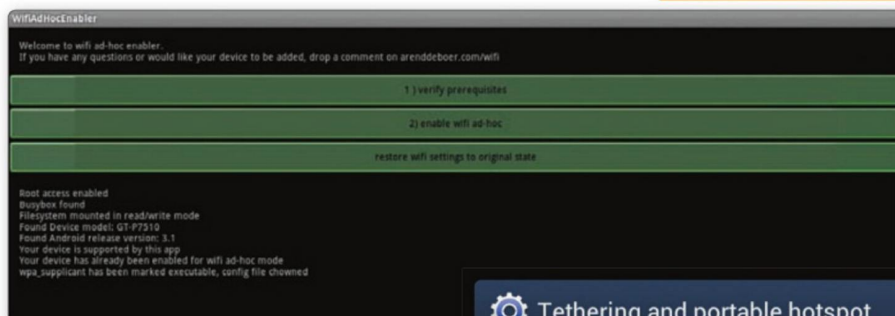 WifiAdHocEnabler
Welcome to wifi ad-hoc enabler.
If you have any questions or would like your device to be added, drop a comment on arenddeboer.com/wifi
1 ) verify prerequisites
2) enable wifi ad-hoc
restore wifi settings to original state
Root access enabled
Busybox found
Filesystem mounted in read/write mode
Found Device model: GT-P7510
Found Android release version: 3.1
Your device is supported by this app
Your device has already been enabled for wifi ad-hoc mode
wpa_supplicant has been marked executable, config file chowned
Tethering and portable hotspot